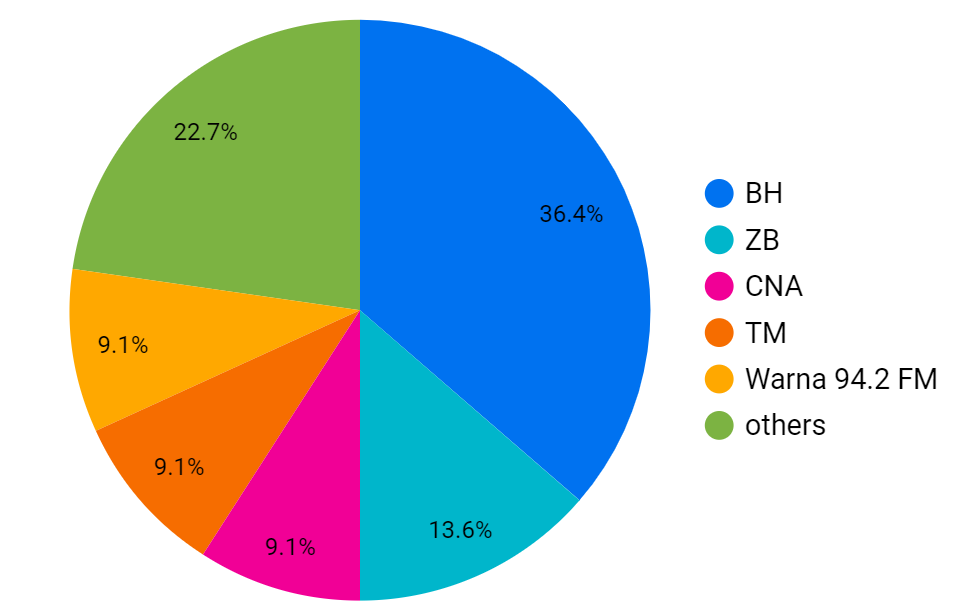 22.7%
36.4%
9.1%
9.1%
9.1%
13.6%
BH
ZB
CNA
TM
Warna 94.2 FM
others